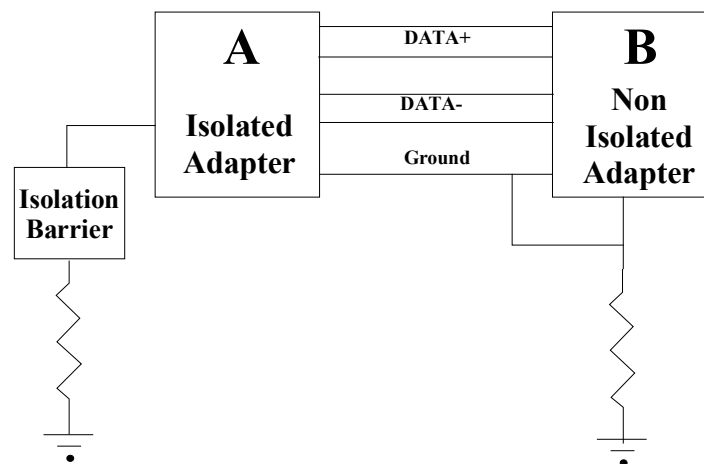 A
Isolated
Adapter
DATA+
DATA-
Ground
B
Non
Isolated
Adapter
Isolation
Barrier